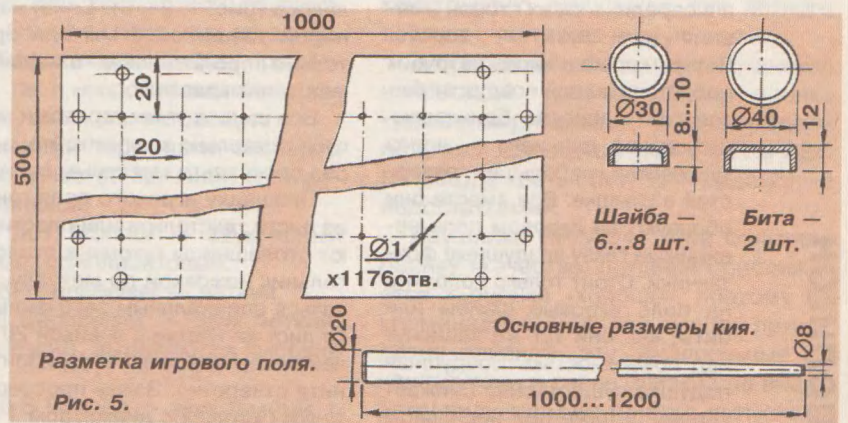 1000
500
20
20
Ø1
x1176отв.
Ø30
8...10
Ø40
12
Шайба –
6...8 шт.
Бита –
2 шт.
Основные размеры кия.
Ø20
Ø8
1000...1200
Разметка игрового поля.
Рис. 5.